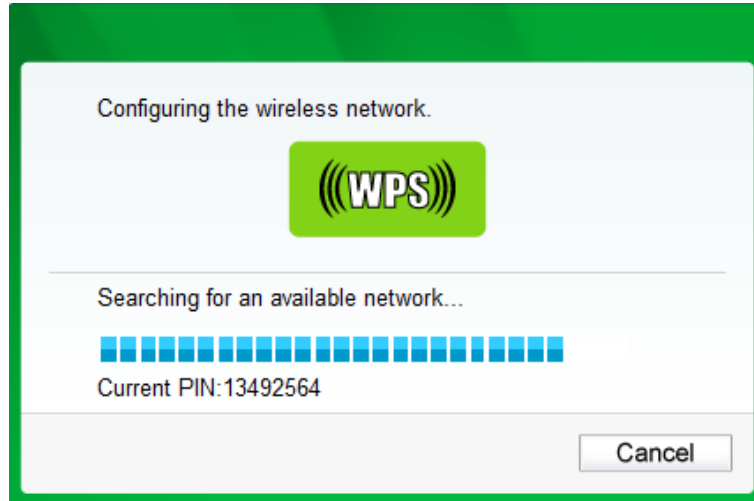 Configuring the wireless network.
WPS
Searching for an available network...
Current PIN:13492564
Cancel